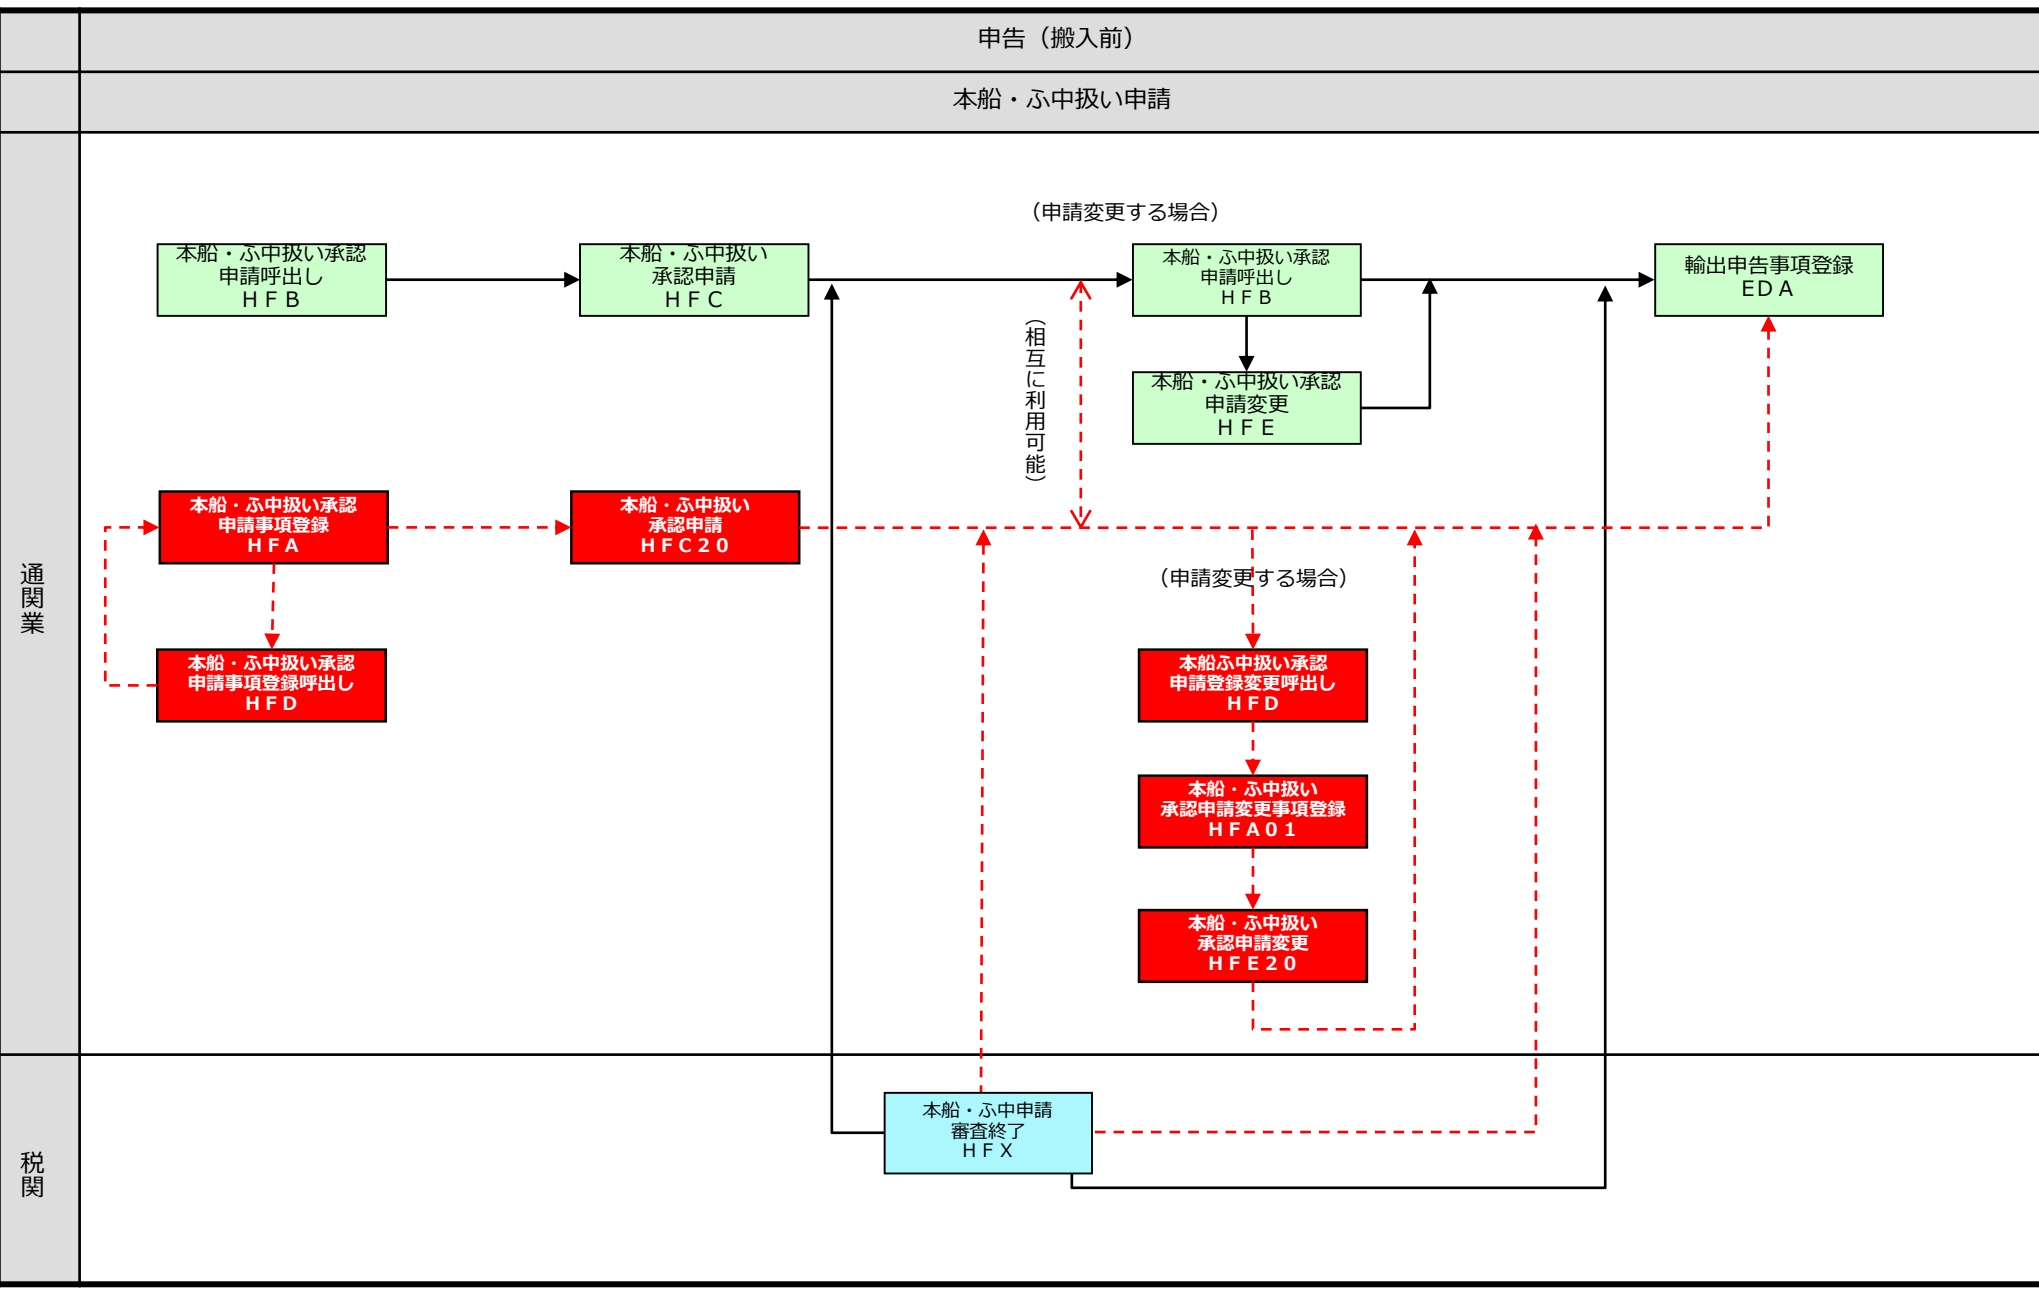 申告（搬入前）
本船・ふ中扱い申請
通関業
（申請変更する場合）
本船・ふ中扱い承認
申請呼出し
ＨＦＢ
本船・ふ中扱い
承認申請
ＨＦＣ
本船・ふ中扱い承認
申請呼出し
ＨＦＢ
輸出申告事項登録
ＥＤＡ
（相互に利用可能）
本船・ふ中扱い承認
申請変更
ＨＦＥ
本船・ふ中扱い承認
申請事項登録
ＨＦＡ
本船・ふ中扱い
承認申請
ＨＦＣ２０
（申請変更する場合）
本船・ふ中扱い承認
申請事項登録呼出し
ＨＦＤ
本船ふ中扱い承認
申請登録変更呼出し
ＨＦＤ
本船・ふ中扱い
承認申請変更事項登録
ＨＦＡ０１
本船・ふ中扱い
承認申請変更
ＨＦＥ２０
税関
本船・ふ中申請
審査終了
ＨＦＸ